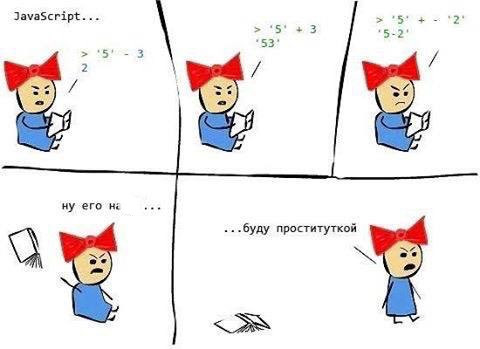 JavaScript...
> '5' - 3
2
> '5' + 3
'53'
> '5' + - '2'
'5-2'
ну его на ...
...буду проституткой